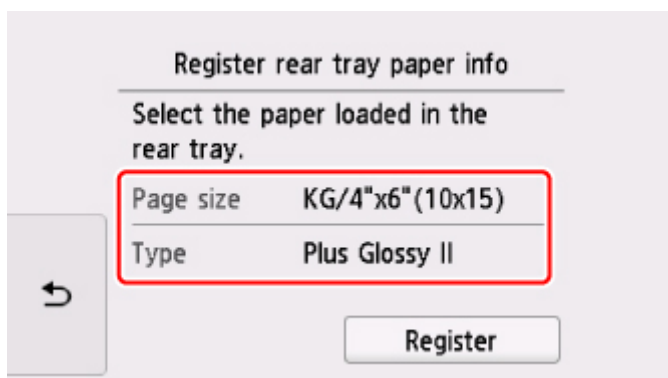 Register rear tray paper info
Select the paper loaded in the
rear tray.
Page size KG/4"x6"(10x15)
Type Plus Glossy II
Register